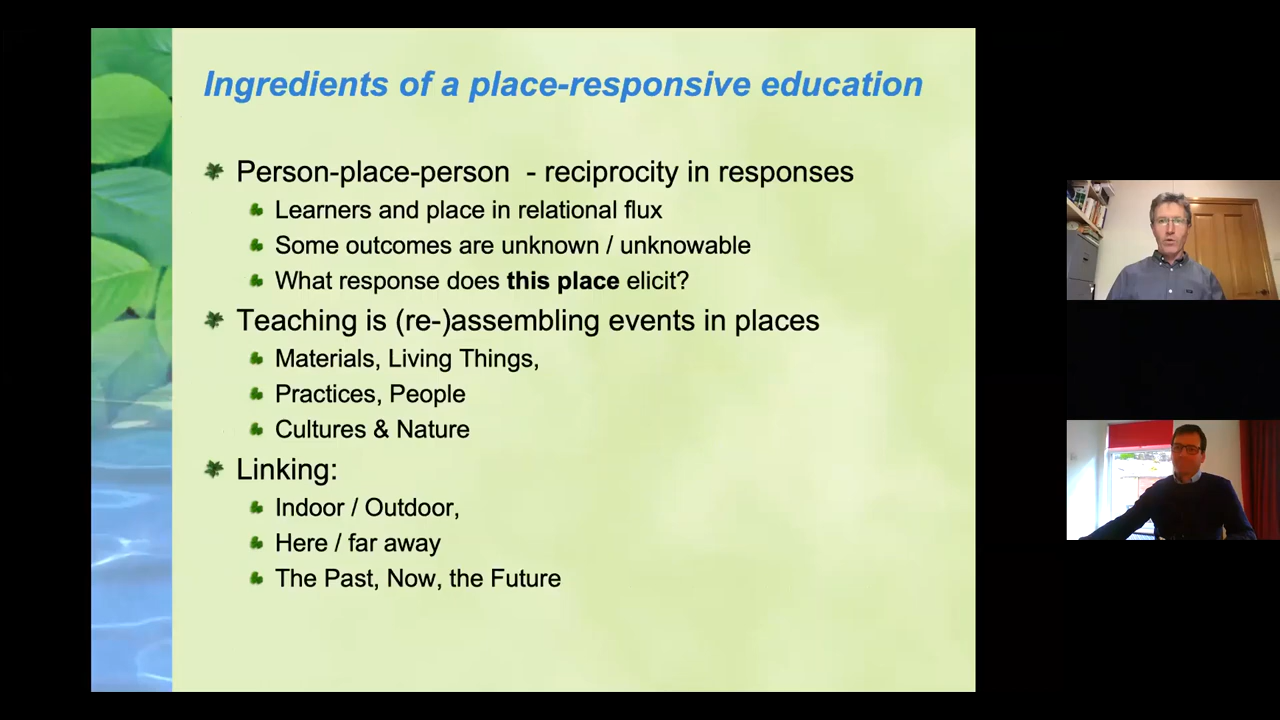 Ingredients of a place-responsive education
Person-place-person - reciprocity in responses
Learners and place in relational flux
Some outcomes are unknown / unknowable
What response does this place elicit?
Teaching is (re-)assembling events in places
Materials, Living Things,
Practices, People
Cultures & Nature
Linking:
Indoor / Outdoor,
Here / far away
The Past, Now, the Future